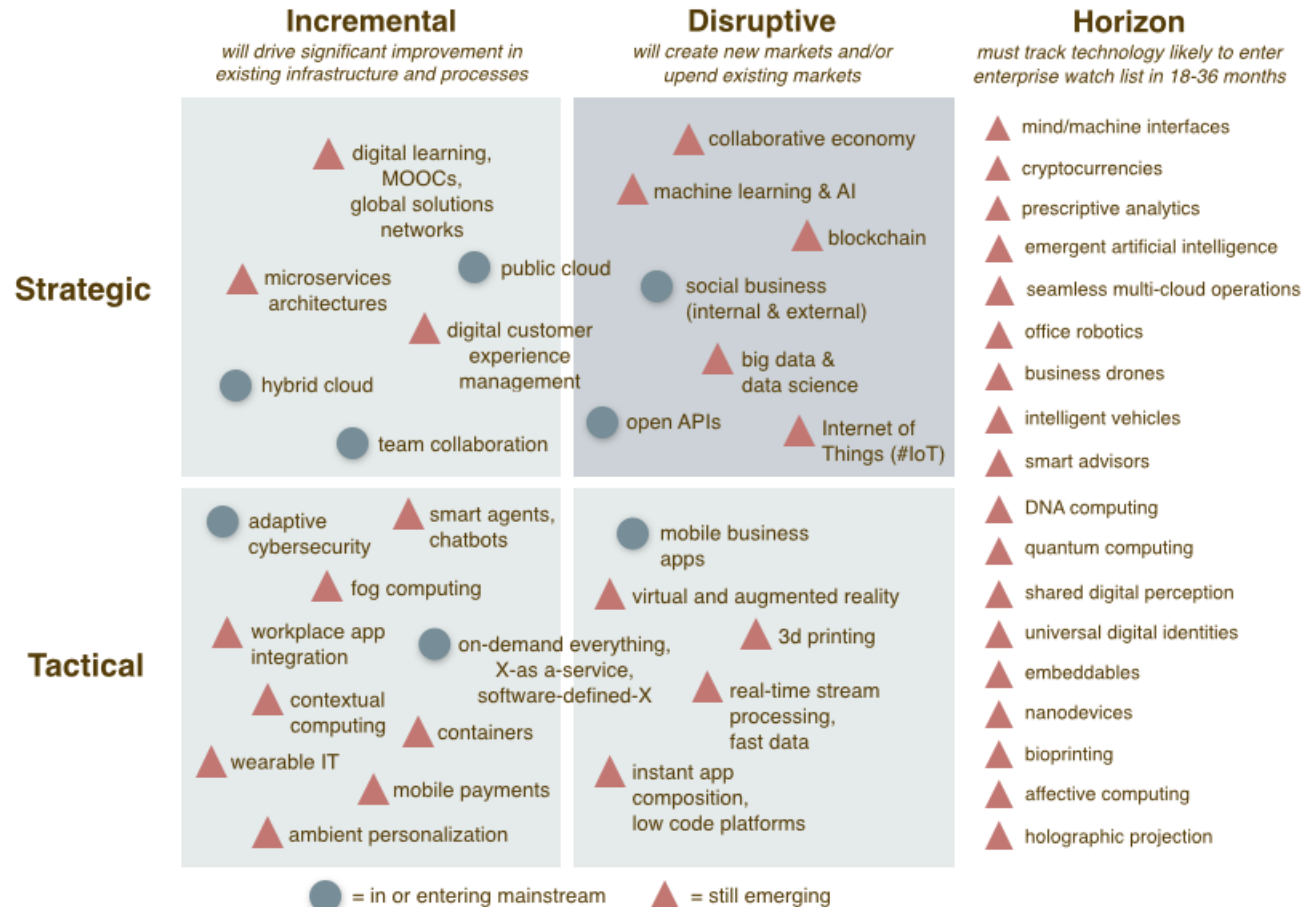 Incremental
will drive significant improvement in
existing infrastructure and processes
Disruptive
will create new markets and/or
upend existing markets
Horizon
must track technology likely to enter
enterprise watch list in 18-36 months
Strategic
digital learning,
MOOCs,
global solutions
networks
public cloud
microservices
architectures
digital customer
experience
management
hybrid cloud
team collaboration
collaborative economy
machine learning & AI
blockchain
social business
(internal & external)
big data &
data science
open APIs
Internet of
Things (#IoT)
Tactical
adaptive
cybersecurity
smart agents,
chatbots
fog computing
workplace app
integration
on-demand everything,
X-as a-service,
software-defined-X
contextual
computing
containers
wearable IT
mobile payments
ambient personalization
mobile business
apps
virtual and augmented reality
3d printing
real-time stream
processing,
fast data
instant app
composition,
low code platforms
mind/machine interfaces
cryptocurrencies
prescriptive analytics
emergent artificial intelligence
seamless multi-cloud operations
office robotics
business drones
intelligent vehicles
smart advisors
DNA computing
quantum computing
shared digital perception
universal digital identities
embeddables
nanodevices
bioprinting
affective computing
holographic projection
= in or entering mainstream
= still emerging